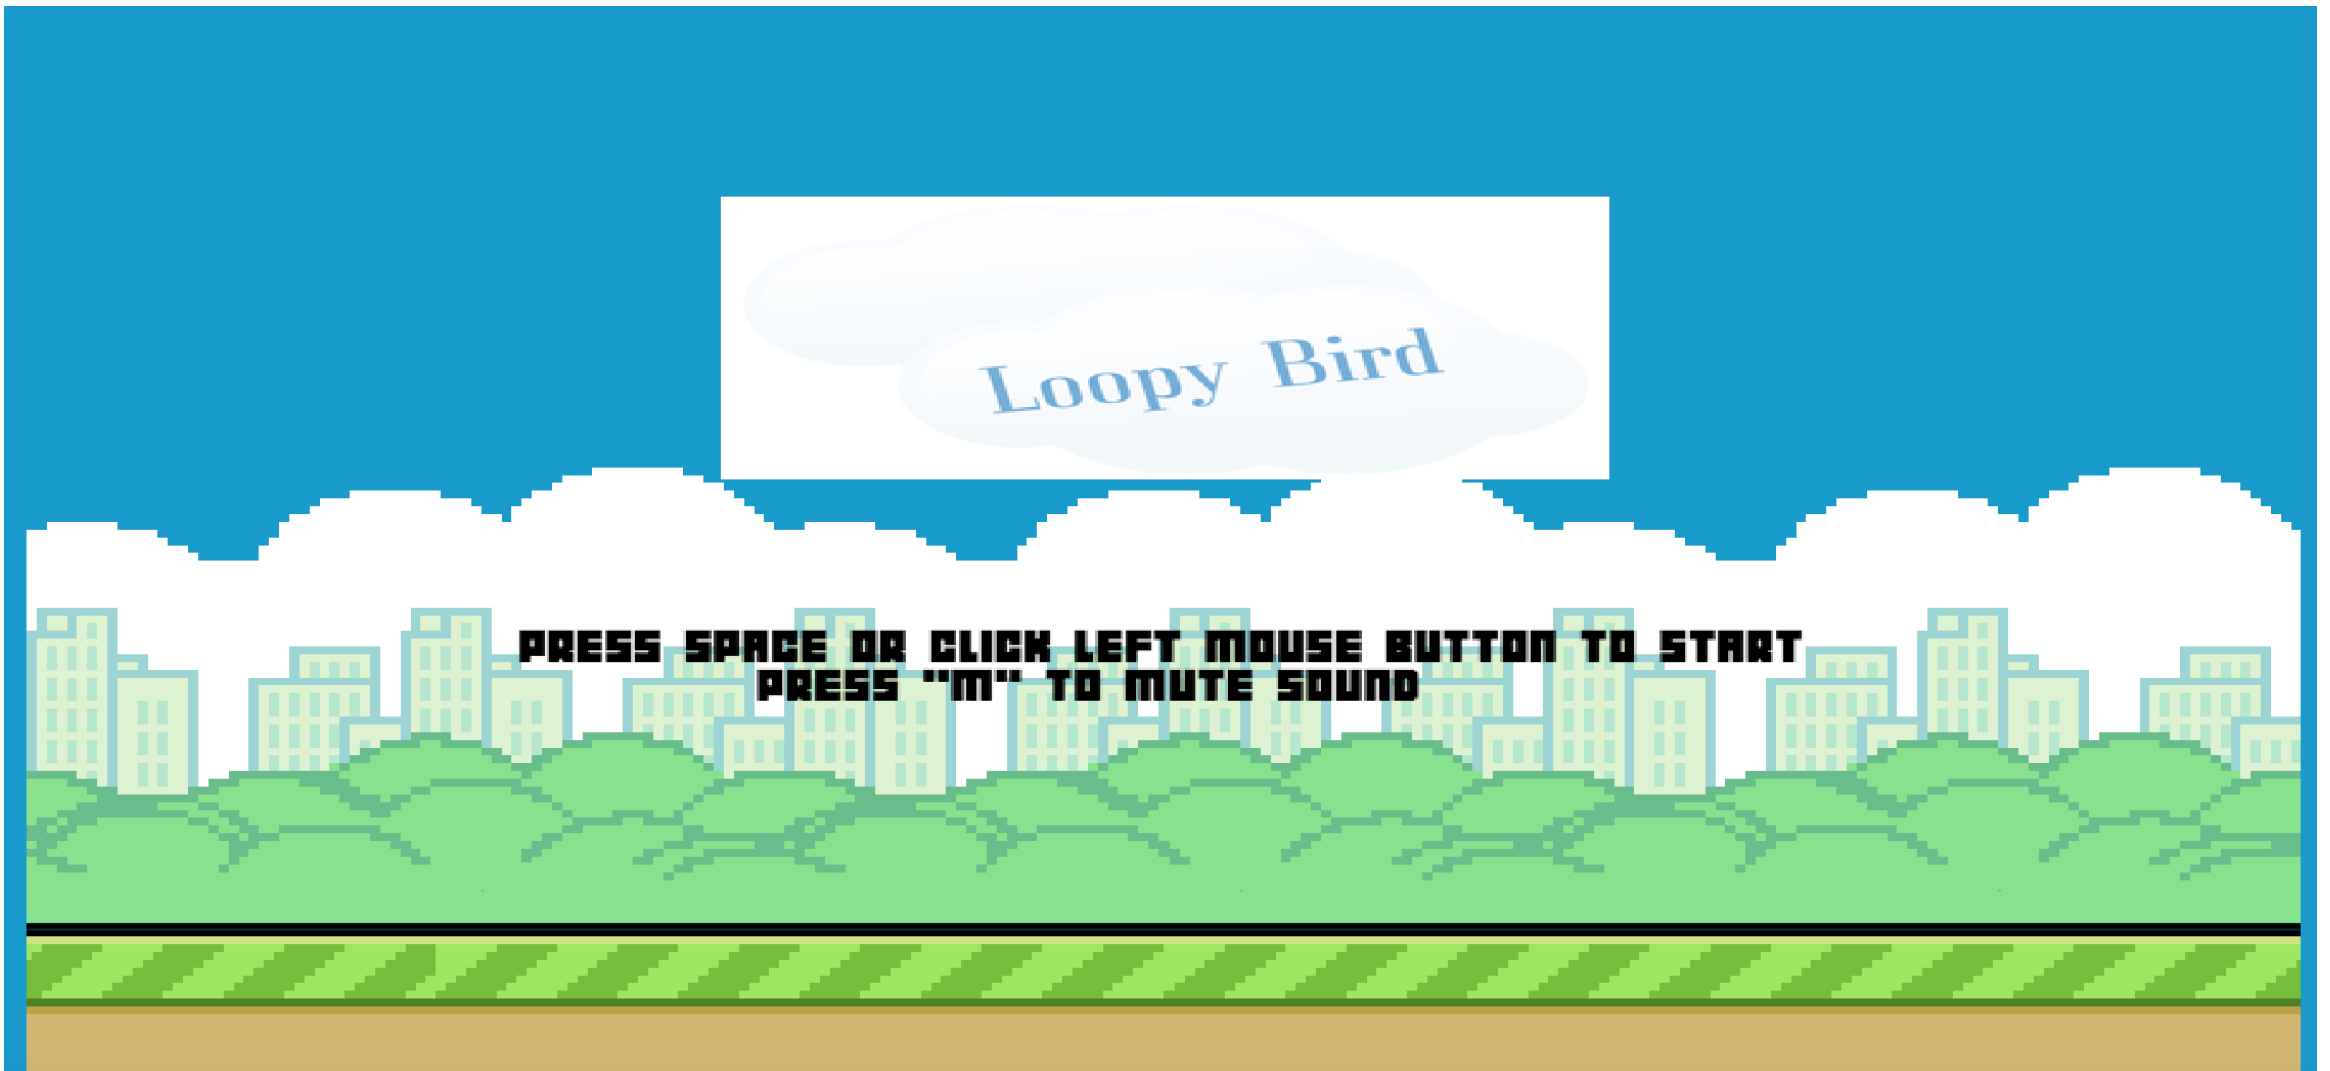 Loopy Bird
PRESS SPACE OR CLICK LEFT MOUSE BUTTON TO START
PRESS "M" TO MUTE SOUND